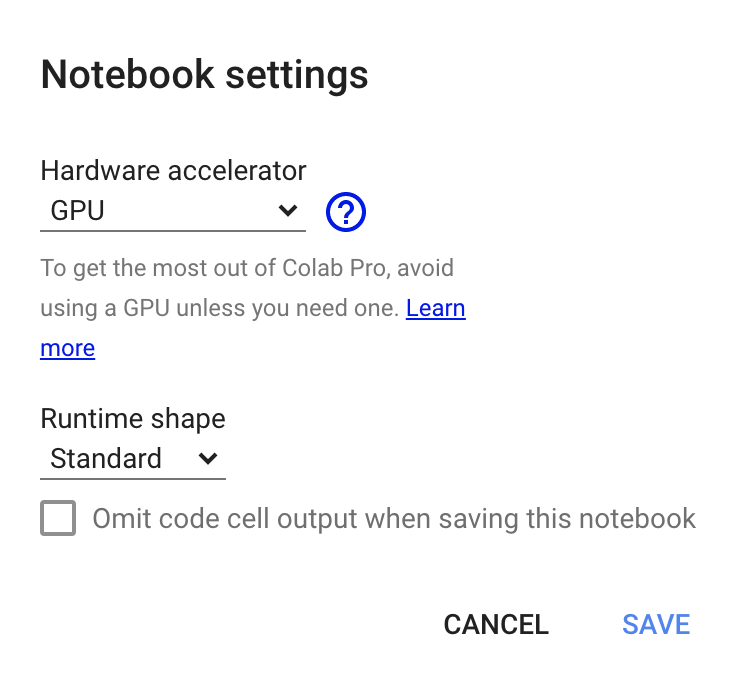 Notebook settings
Hardware accelerator
GPU
?
To get the most out of Colab Pro, avoid
using a GPU unless you need one. Learn
more
Runtime shape
Standard
Omit code cell output when saving this notebook
CANCEL SAVE